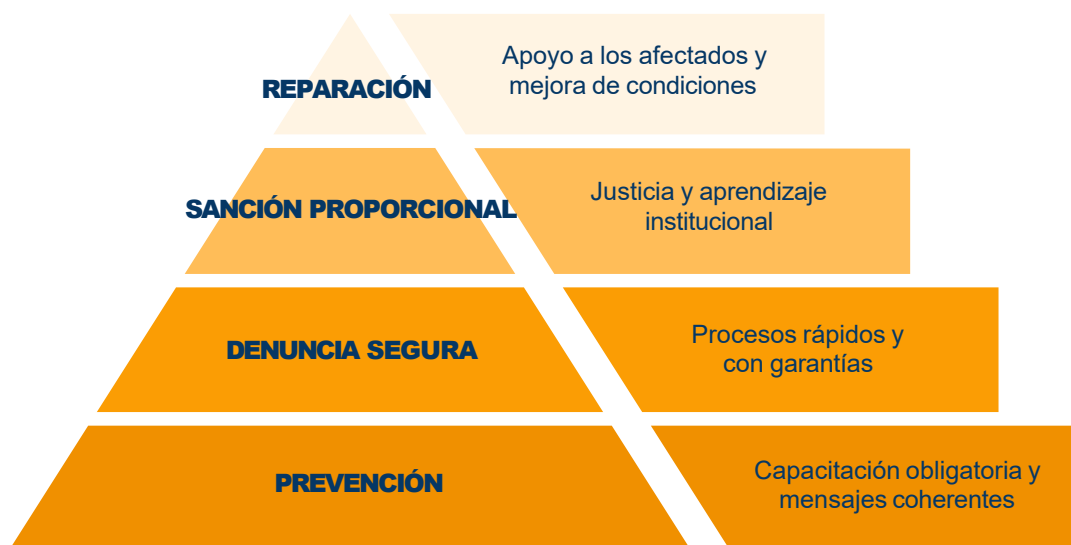 REPARACIÓN
Apoyo a los afectados y
mejora de condiciones
SANCIÓN PROPORCIONAL
Justicia y aprendizaje
institucional
DENUNCIA SEGURA
Procesos rápidos y
con garantías
PREVENCIÓN
Capacitación obligatoria y
mensajes coherentes